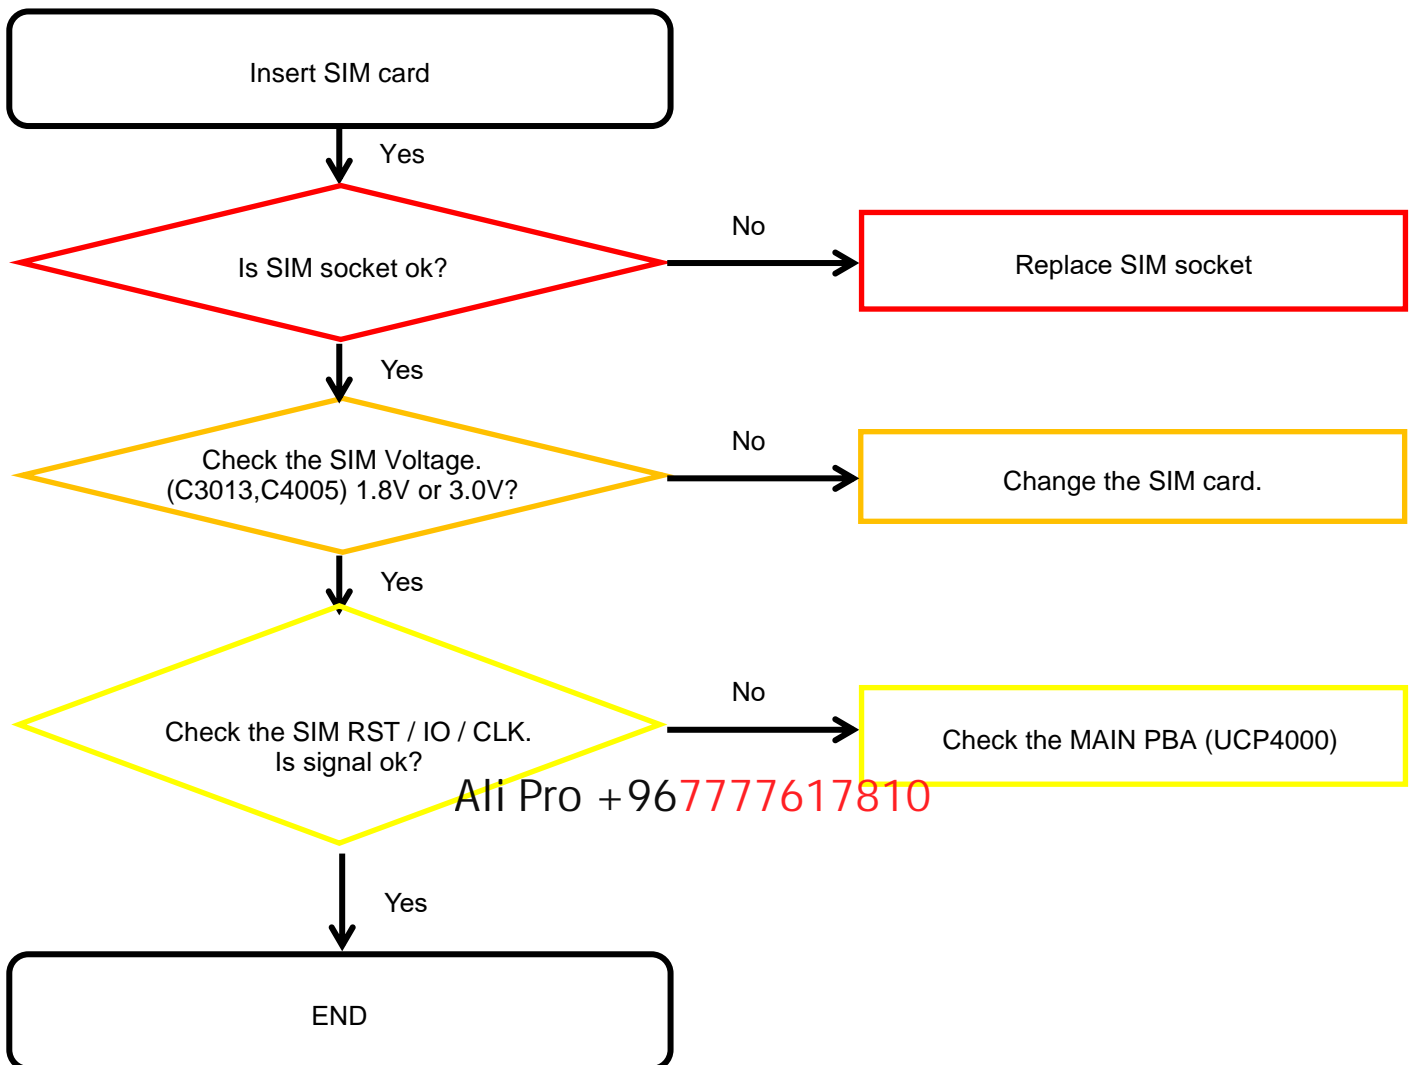 Insert SIM card
Yes
Is SIM socket ok?
No
Replace SIM socket
Yes
Check the SIM Voltage.
(C3013,C4005) 1.8V or 3.0V?
No
Change the SIM card.
Yes
Check the SIM RST / IO / CLK.
Is signal ok?
No
Check the MAIN PBA (UCP4000)
Ali Pro +967777617810
Yes
END